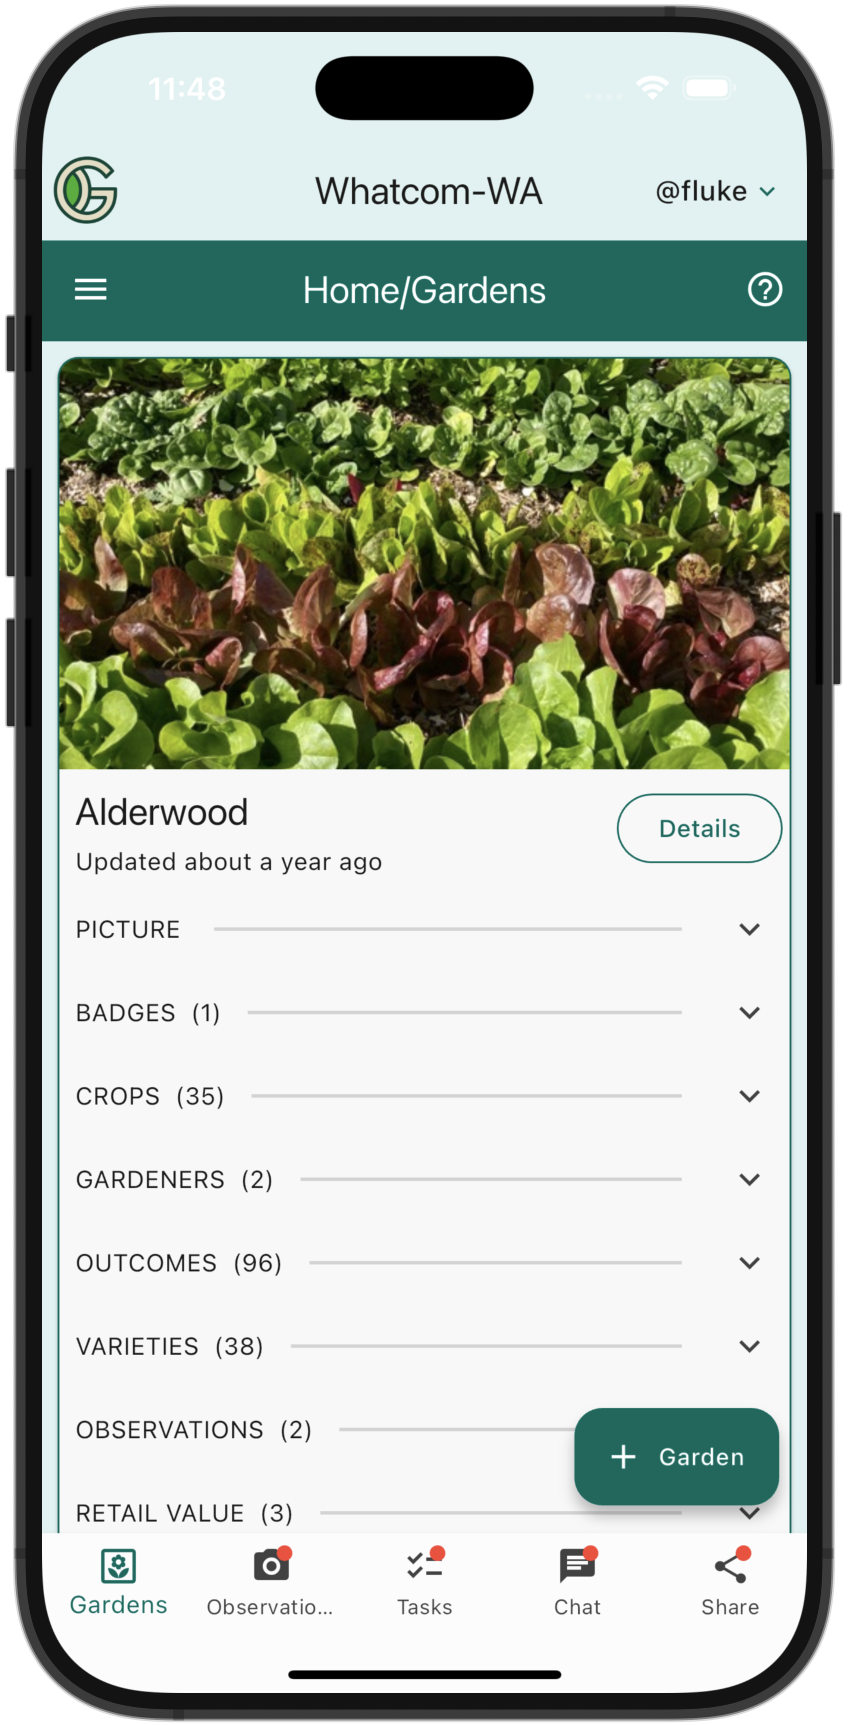 11:48
Whatcom-WA
@fluke
Home/Gardens
Alderwood
Details
Updated about a year ago
PICTURE
BADGES (1)
CROPS (35)
GARDENERS (2)
OUTCOMES (96)
VARIETIES (38)
OBSERVATIONS (2)
+ Garden
RETAIL VALUE (3)
Gardens
Observatio...
Tasks
Chat
Share